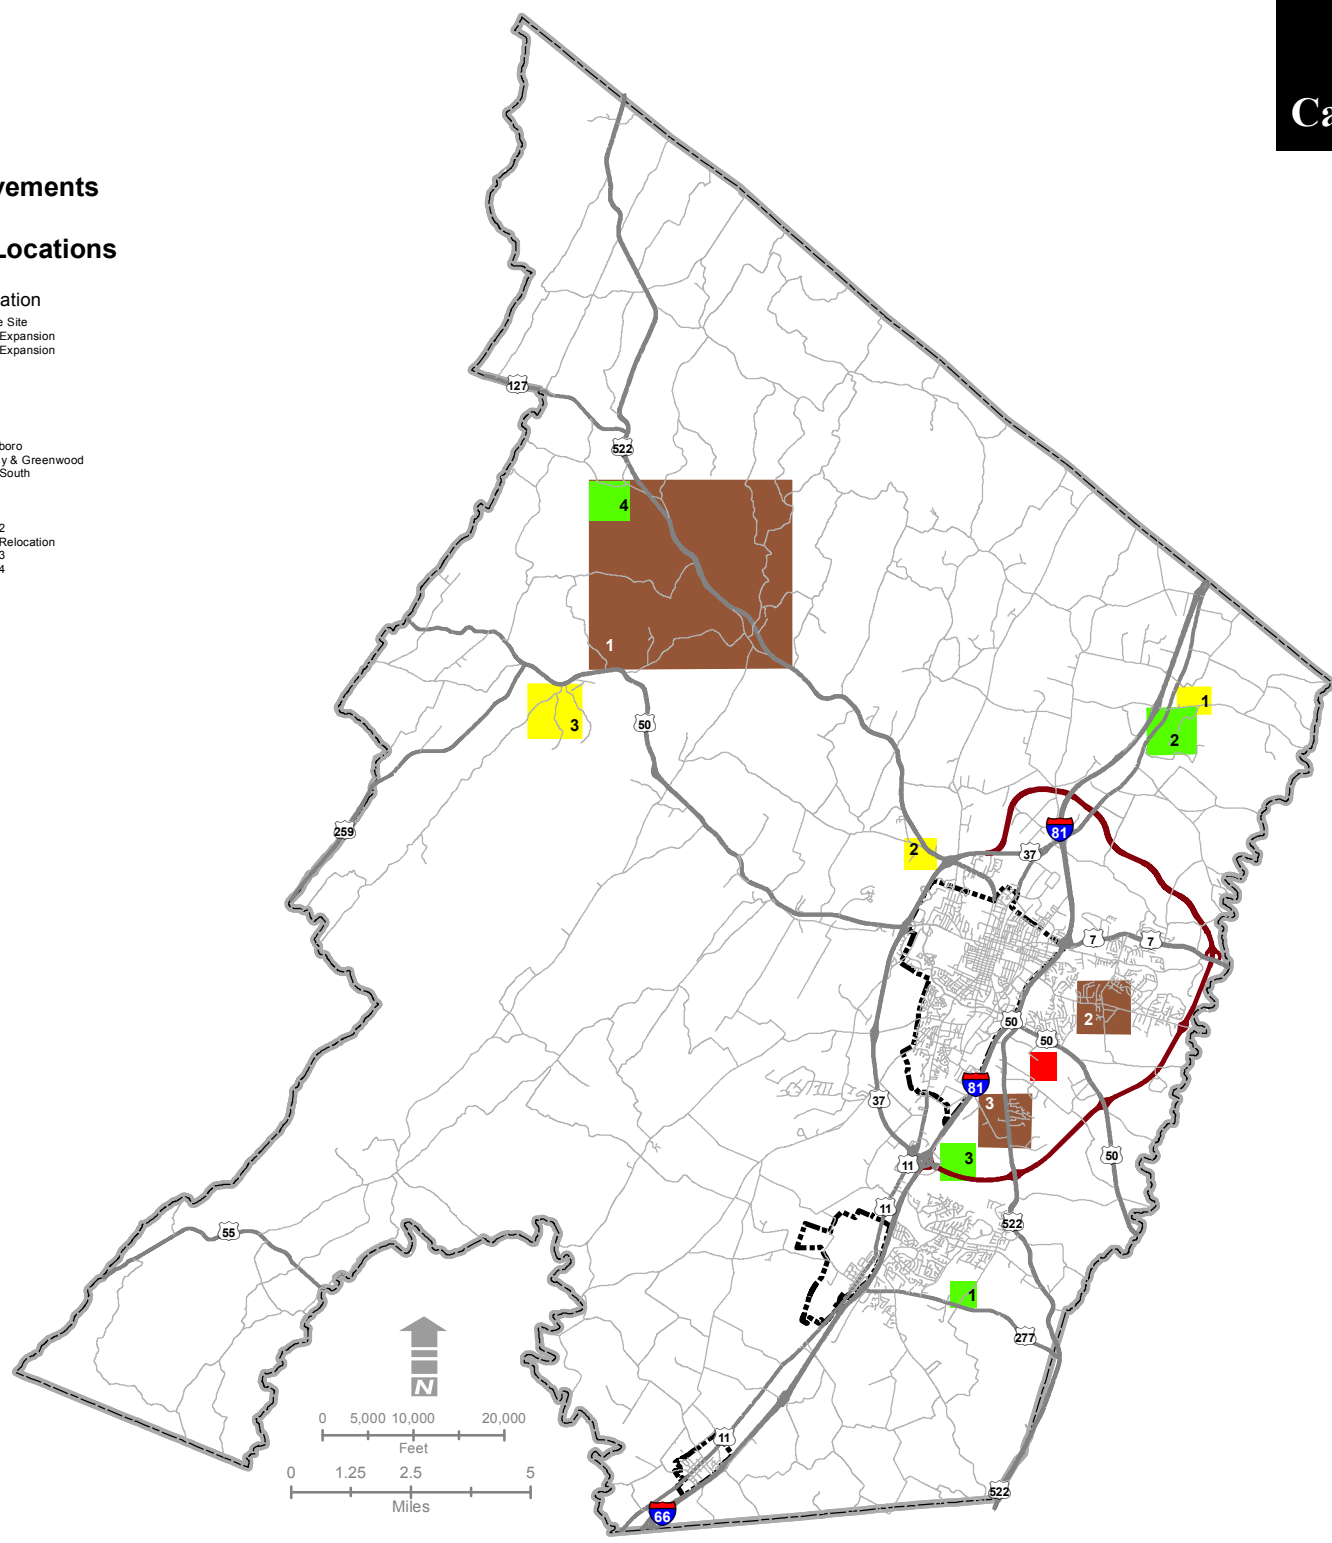 Ca
vements
Locations
ation
e Site
Expansion
Expansion
boro
y & Greenwood
South
2
Relocation
3
4
127
522
4
1
50
3
1
2
259
2
37
81
7
7
50
2
50
81
3
37
11
3
50
11
522
55
1
277
N
0 5,000 10,000 20,000
Feet
0 1.25 2.5 5
Miles
11
522
66